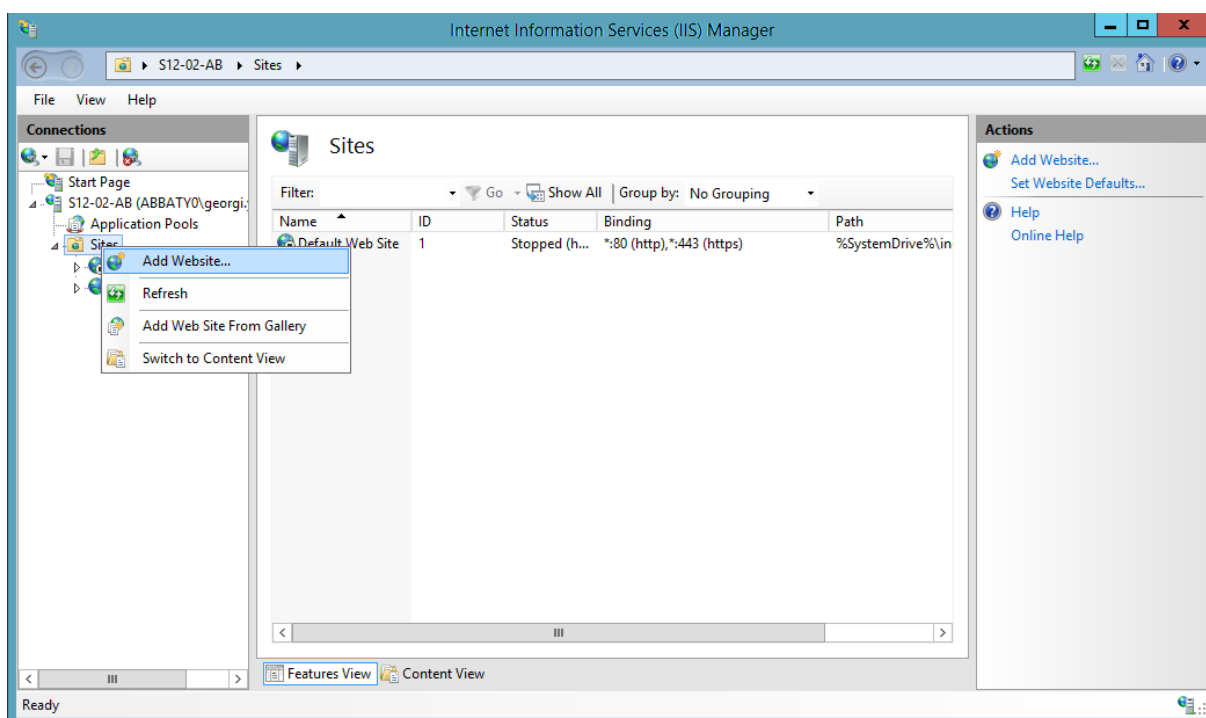 Internet Information Services (IIS) Manager
S12-02-AB Sites
File View Help
Connections
Start Page
S12-02-AB (ABBATY0\georgi.
Application Pools
Sites
Add Website...
Refresh
Add Web Site From Gallery
Switch to Content View
Sites
Filter: Go Show All Group by: No Grouping
Name ID Status Binding Path
Default Web Site 1 Stopped (h... *:80 (http),*:443 (https) %SystemDrive%\in
Features View Content View
Actions
Add Website...
Set Website Defaults...
Help
Online Help
Ready